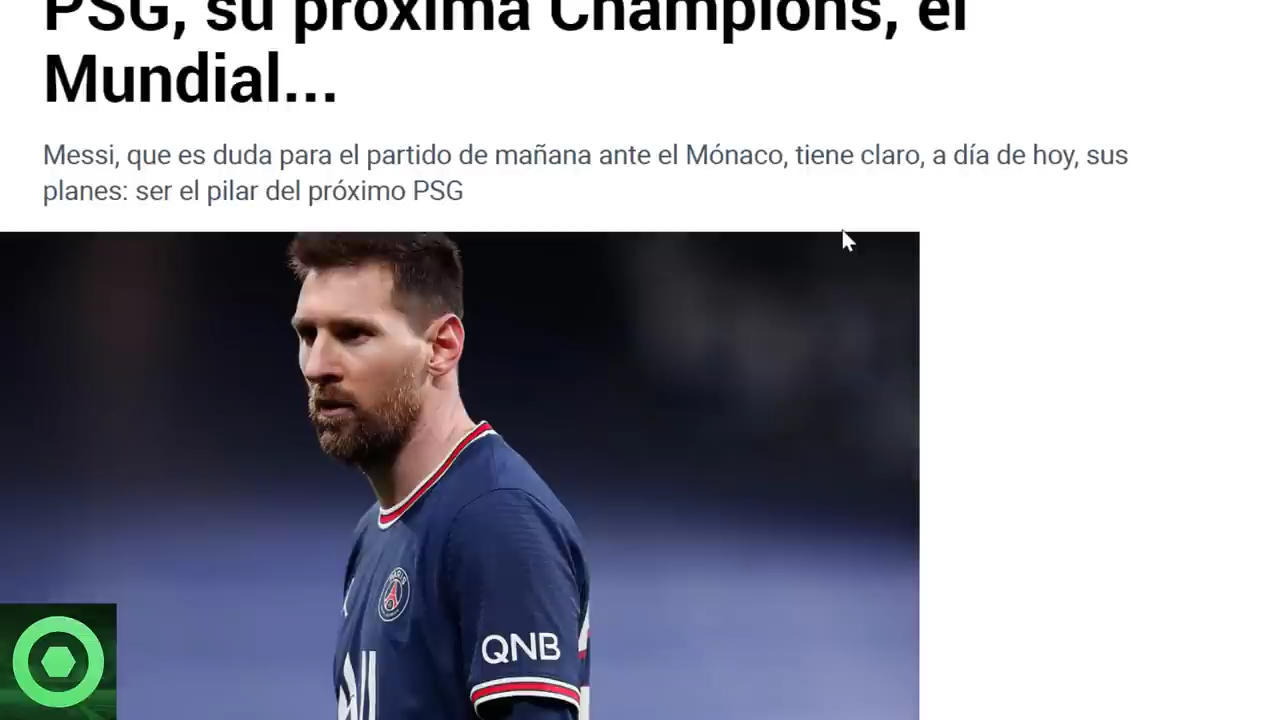 PSG, su próxima Champions, el
Mundial...
Messi, que es duda para el partido de mañana ante el Mónaco, tiene claro, a día de hoy, sus
planes: ser el pilar del próximo PSG
PARIS
QNB